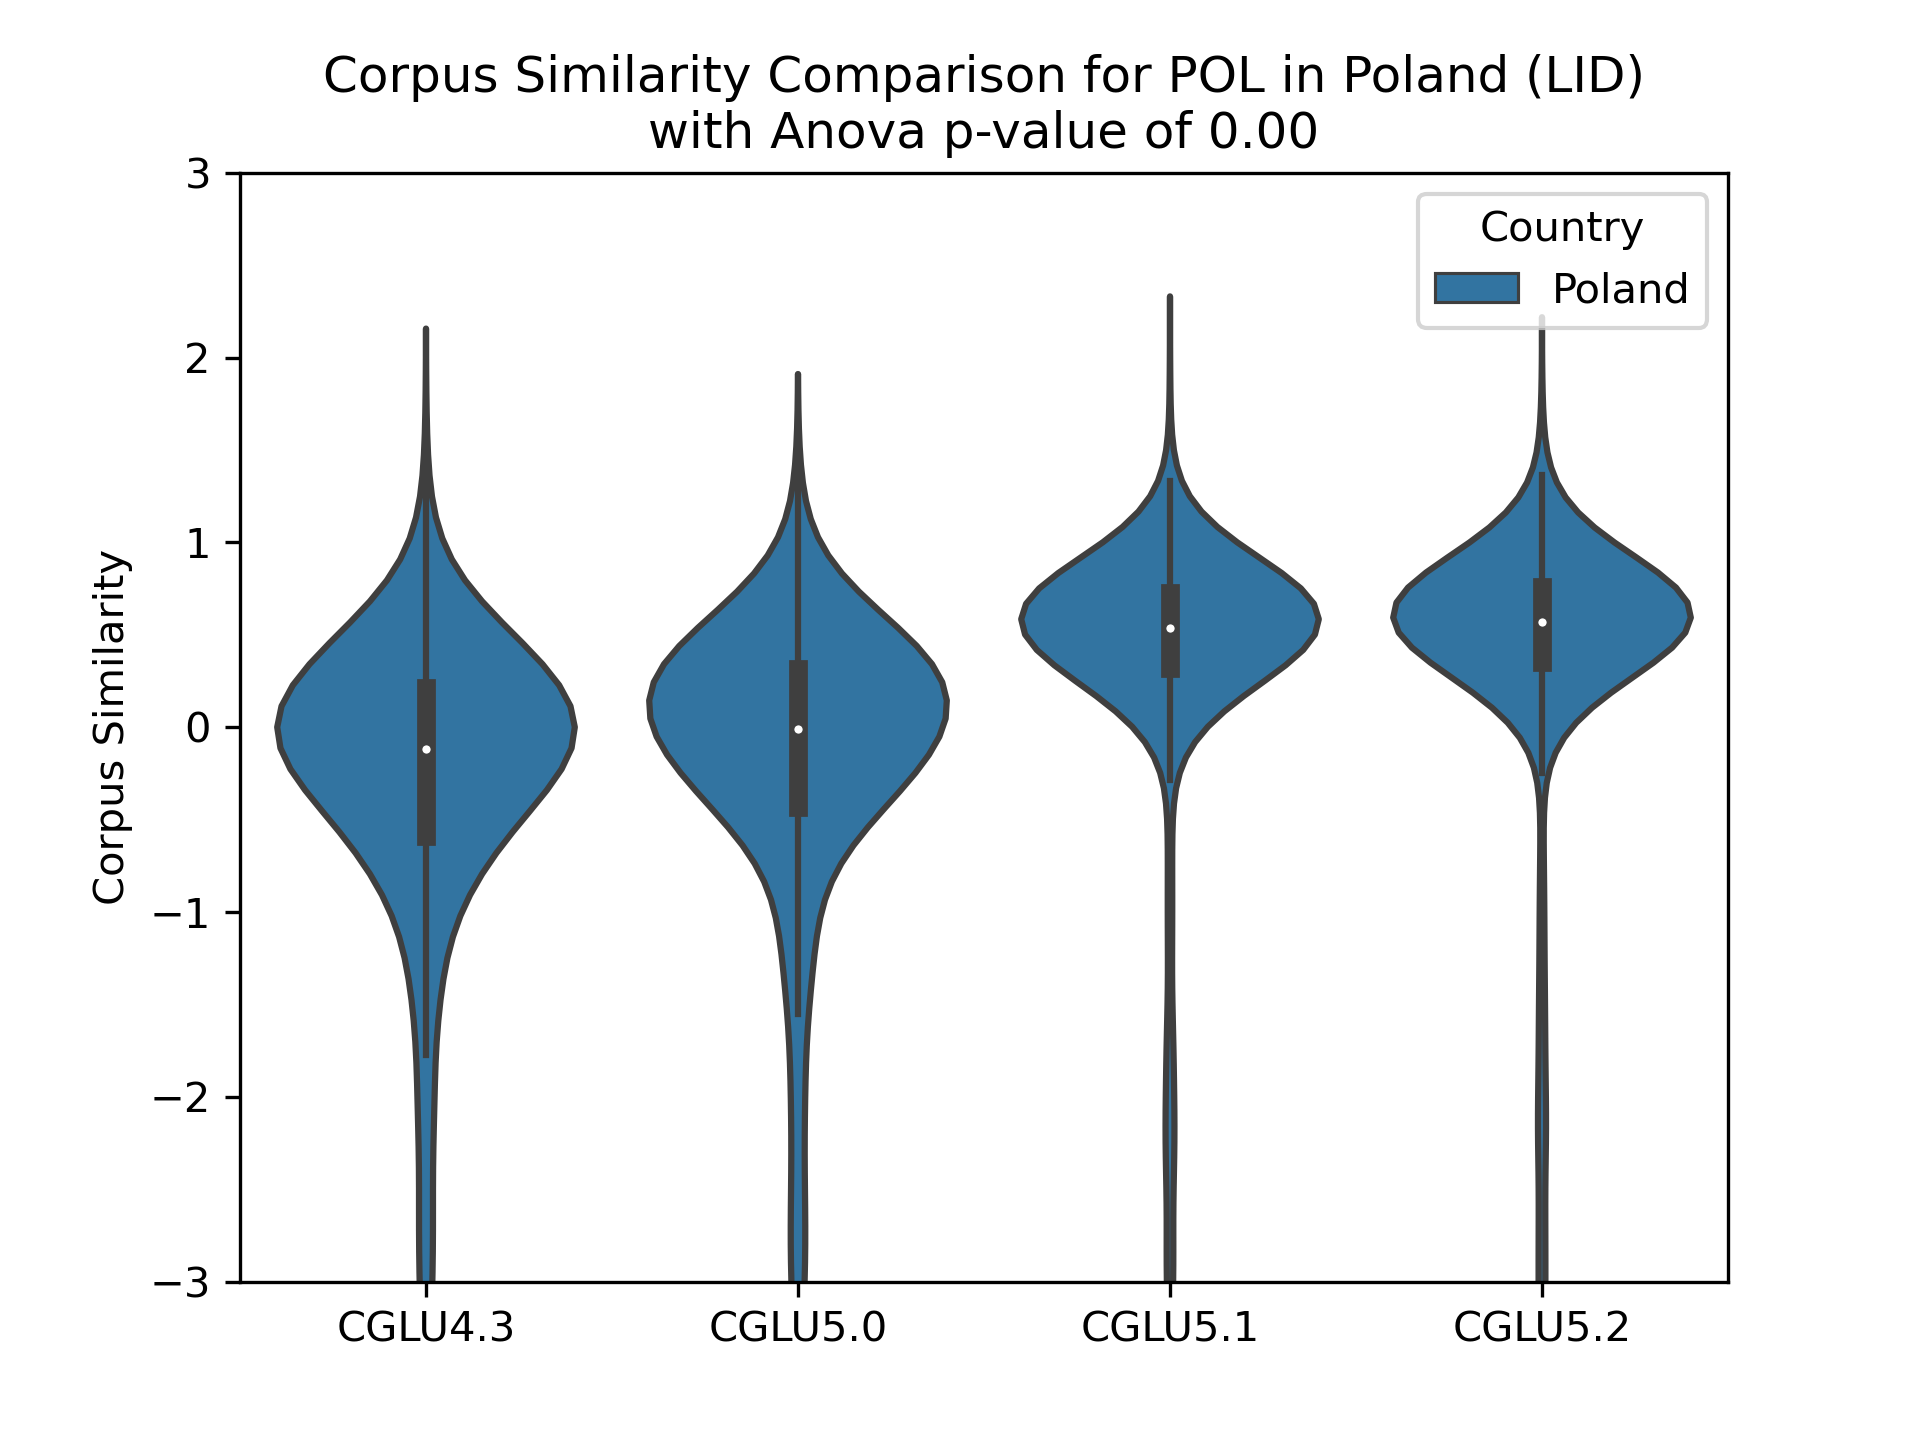 Corpus Similarity Comparison for POL in Poland (LID)
with Anova p-value of 0.00
Country
Poland
Corpus Similarity
3
2
1
0
−1
−2
−3
CGLU4.3
CGLU5.0
CGLU5.1
CGLU5.2